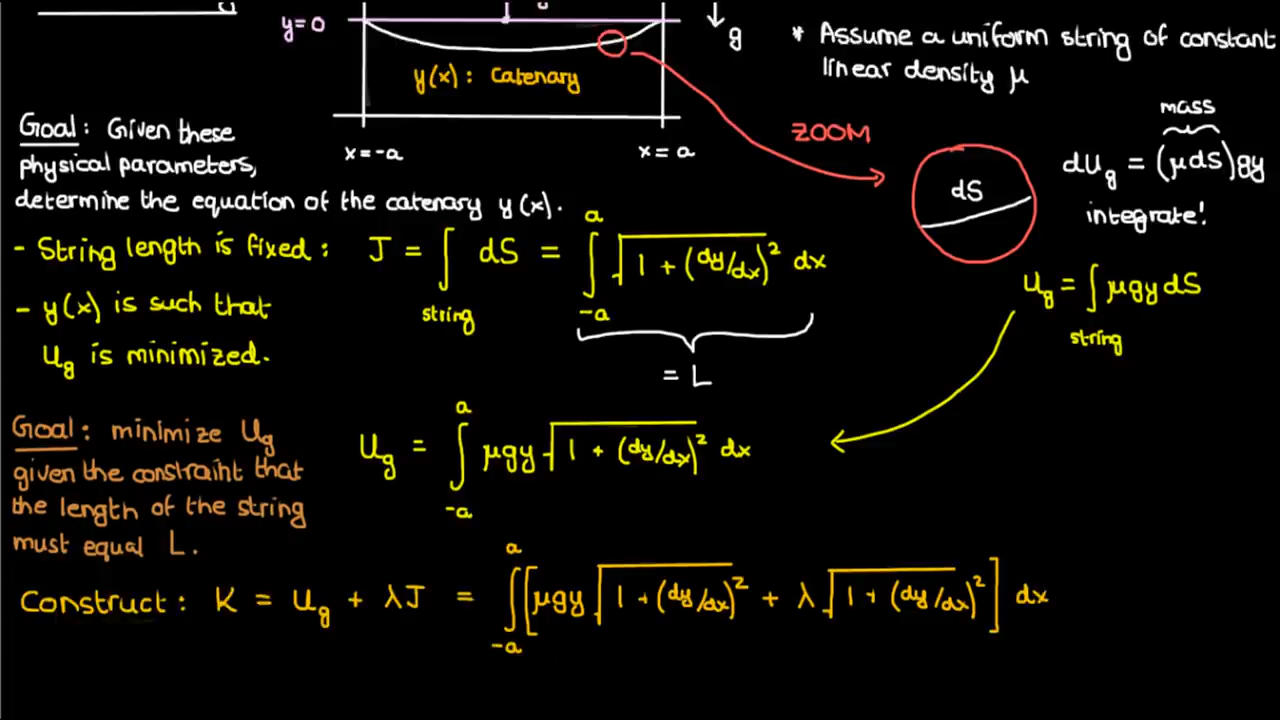 y=0
g
* Assume a uniform string of constant
linear density μ
y(x): Catenary
x=-a
x=a
ZOOM
dS
mass
dU_g = (μdS)gy
integrate!
Goal: Given these
physical parameters,
determine the equation of the catenary y(x).
- String length is fixed: J = ∫_string dS = ∫_{-a}^{a} √(1 + (dy/dx)²) dx
= L
U_g = ∫_string μgy dS
- y(x) is such that
U_g is minimized.
Goal: minimize U_g
given the constraint that
the length of the string
must equal L.
U_g = ∫_{-a}^{a} μgy √(1 + (dy/dx)²) dx
Construct: K = U_g + λJ = ∫_{-a}^{a} [μgy √(1 + (dy/dx)²) + λ √(1 + (dy/dx)²)] dx